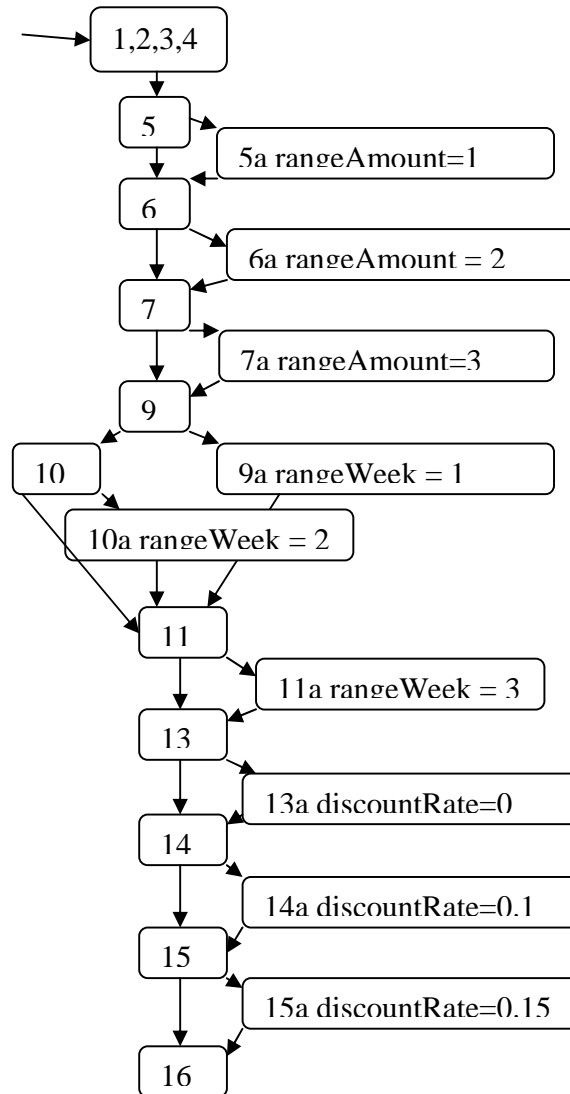 1,2,3,4
5
5a rangeAmount=1
6
6a rangeAmount = 2
7
7a rangeAmount=3
9
10
9a rangeWeek = 1
10a rangeWeek = 2
11
11a rangeWeek = 3
13
13a discountRate=0
14
14a discountRate=0.1
15
15a discountRate=0.15
16